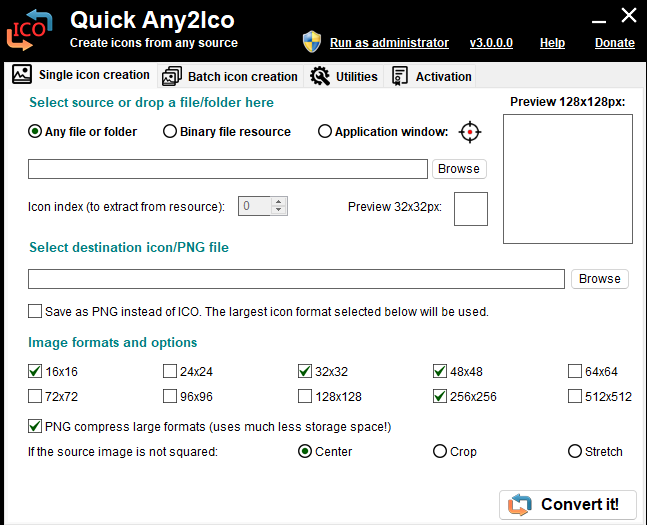 ICO
Quick Any2Ico
Create icons from any source
Run as administrator
v3.0.0.0
Help
Donate
Single icon creation
Batch icon creation
Utilities
Activation
Select source or drop a file/folder here
Preview 128x128px:
Any file or folder
Binary file resource
Application window:
Browse
Icon index (to extract from resource):
0
Preview 32x32px:
Select destination icon/PNG file
Browse
Save as PNG instead of ICO. The largest icon format selected below will be used.
Image formats and options
16x16
24x24
32x32
48x48
64x64
72x72
96x96
128x128
256x256
512x512
PNG compress large formats (uses much less storage space!)
If the source image is not squared:
Center
Crop
Stretch
Convert it!